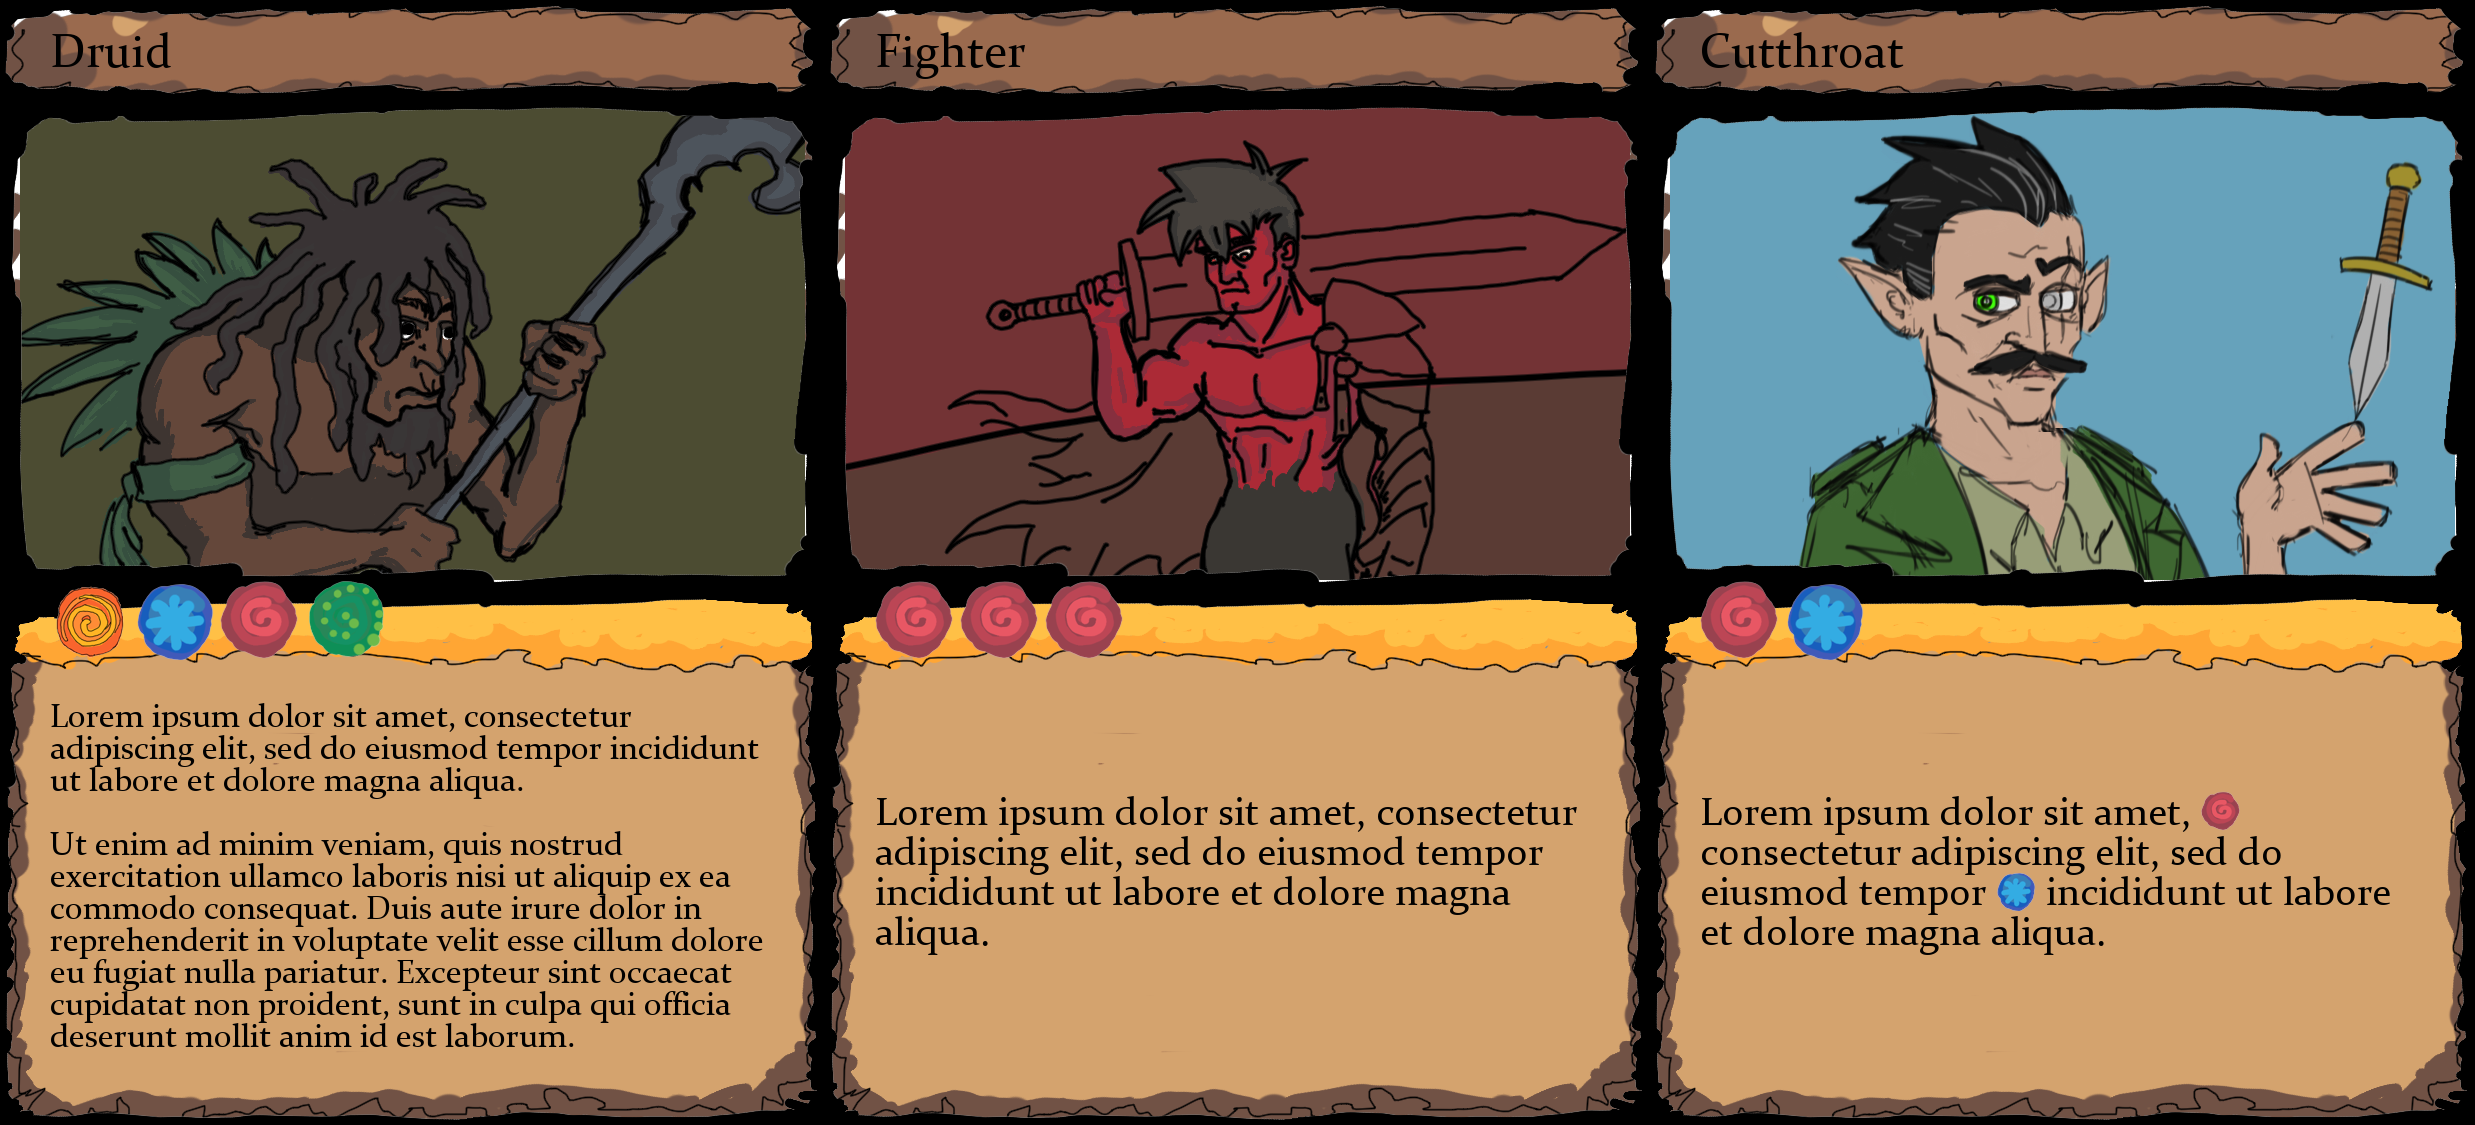 Druid
Lorem ipsum dolor sit amet, consectetur
adipiscing elit, sed do eiusmod tempor incididunt
ut labore et dolore magna aliqua.
Ut enim ad minim veniam, quis nostrud
exercitation ullamco laboris nisi ut aliquip ex ea
commodo consequat. Duis aute irure dolor in
reprehenderit in voluptate velit esse cillum dolore
eu fugiat nulla pariatur. Excepteur sint occaecat
cupidatat non proident, sunt in culpa qui officia
deserunt mollit anim id est laborum.
Fighter
Lorem ipsum dolor sit amet, consectetur
adipiscing elit, sed do eiusmod tempor
incididunt ut labore et dolore magna
aliqua.
Cutthroat
Lorem ipsum dolor sit amet,
consectetur adipiscing elit, sed do
eiusmod tempor incididunt ut labore
et dolore magna aliqua.